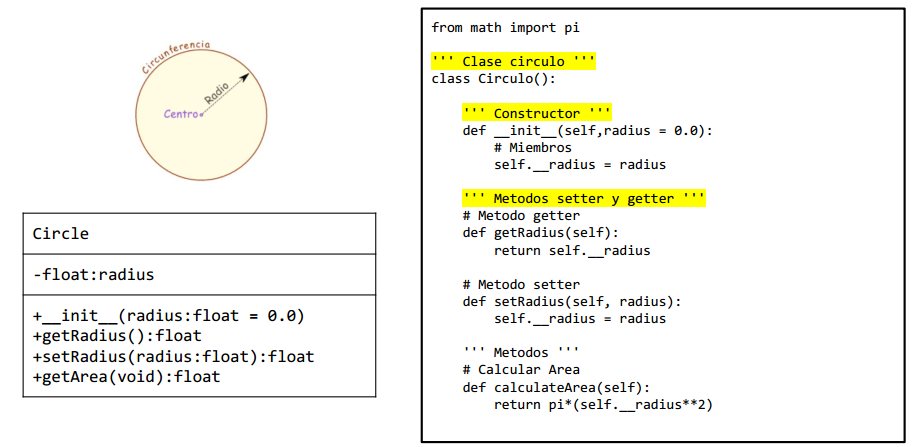 Circunferencia
Radio
Centro
Circle
-float:radius
+__init__(radius:float = 0.0)
+getRadius():float
+setRadius(radius:float):float
+getArea(void):float
from math import pi
''' Clase circulo '''
class Circulo():
''' Constructor '''
def __init__(self,radius = 0.0):
# Miembros
self.__radius = radius
''' Metodos setter y getter '''
# Metodo getter
def getRadius(self):
return self.__radius
# Metodo setter
def setRadius(self, radius):
self.__radius = radius
''' Metodos '''
# Calcular Area
def calculateArea(self):
return pi*(self.__radius**2)